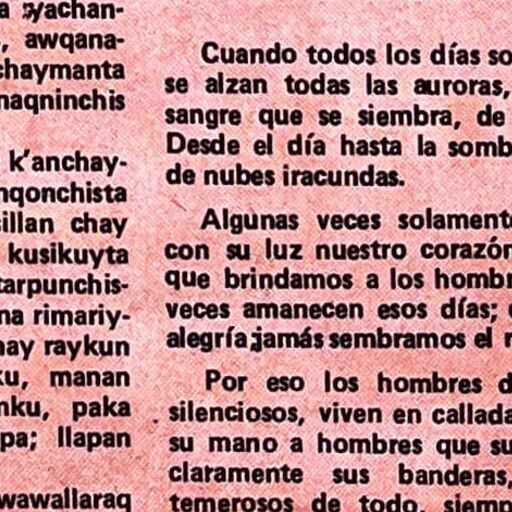 a yachan-
, awqana-
chaymanta
naqninchis
k'anchay-
nqonchista
illan chay
kusikuyta
tarpunchis-
na rimariy-
hay raykun
ku, manan
nku, paka
pa; llapan
wawallaraq
Cuando todos los días so
se alzan todas las auroras,
sangre que se siembra, de
Desde el día hasta la somb
de nubes iracundas.
Algunas veces solamente
con su luz nuestro corazón
que brindamos a los hombr
veces amanecen esos días;
alegría jamás sembramos el
Por eso los hombres d
silenciosos, viven en callada
su mano a hombres que su
claramente sus banderas,
temerosos de todo, siemp